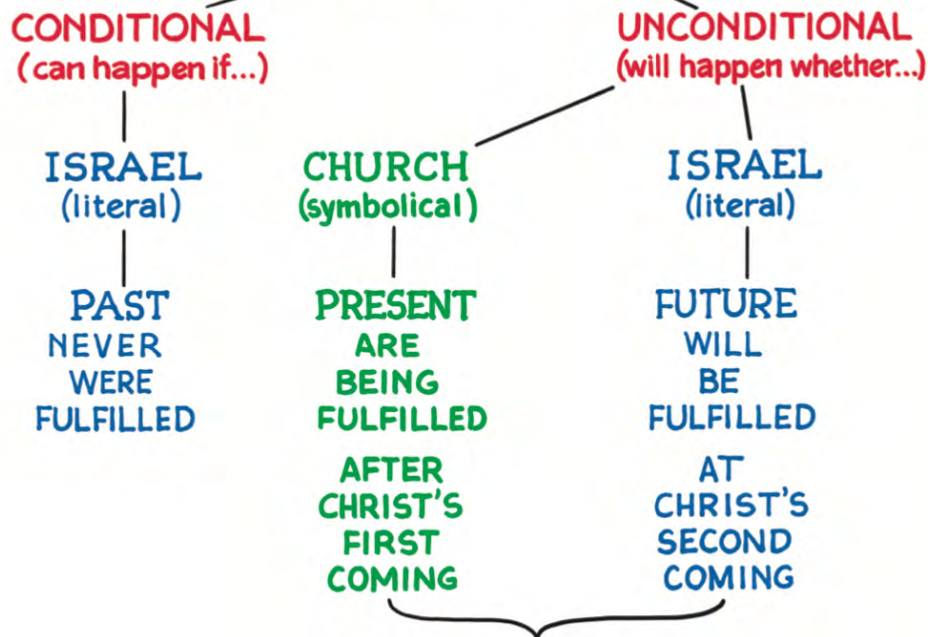 CONDITIONAL
(can happen if...)
UNCONDITIONAL
(will happen whether...)
ISRAEL
(literal)
CHURCH
(symbolical)
ISRAEL
(literal)
PAST
NEVER
WERE
FULFILLED
PRESENT
ARE
BEING
FULFILLED
AFTER
CHRIST'S
FIRST
COMING
FUTURE
WILL
BE
FULFILLED
AT
CHRIST'S
SECOND
COMING